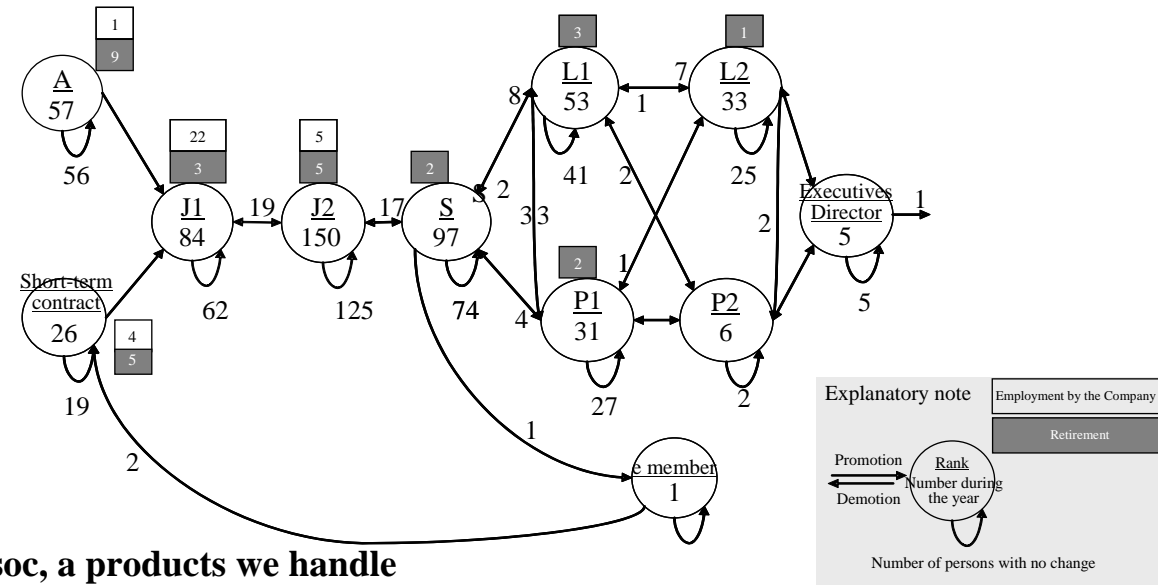 1
9
A
57
56
22
3
J1
84
62
19
5
5
J2
150
125
17
2
S
97
74
S
8
2
3
L1
53
41
1
7
1
L2
33
25
33
2
2
1
4
2
P1
31
27
P2
6
2
Executives
Director
5
5
1
Short-term
contract
26
19
4
5
2
1
e member
1
Explanatory note
Employment by the Company
Retirement
Promotion
Demotion
Rank
Number during
the year
Number of persons with no change
soc, a products we handle